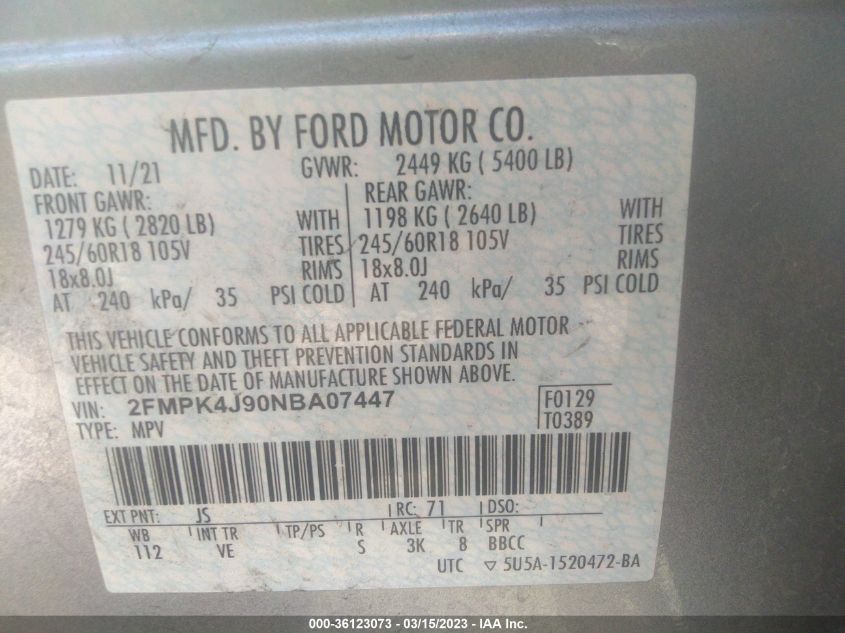 MFD. BY FORD MOTOR CO.
DATE: 11/21 GVWR: 2449 KG ( 5400 LB)
FRONT GAWR: REAR GAWR:
1279 KG ( 2820 LB) WITH 1198 KG ( 2640 LB) WITH
245/60R18 105V TIRES 245/60R18 105V TIRES
18x8.0J RIMS 18x8.0J RIMS
AT 240 kPa/ 35 PSI COLD AT 240 kPa/ 35 PSI COLD
THIS VEHICLE CONFORMS TO ALL APPLICABLE FEDERAL MOTOR
VEHICLE SAFETY AND THEFT PREVENTION STANDARDS IN
EFFECT ON THE DATE OF MANUFACTURE SHOWN ABOVE.
VIN: 2FMPK4J90NBA07447 F0129
TYPE: MPV T0389
EXT PNT: JS RC: 71 DSO:
WB INT TR TP/PS R AXLE TR SPR
112 VE S 3K 8 BBCC
UTC ▽ 5U5A-1520472-BA
000-36123073 - 03/15/2023 - IAA Inc.